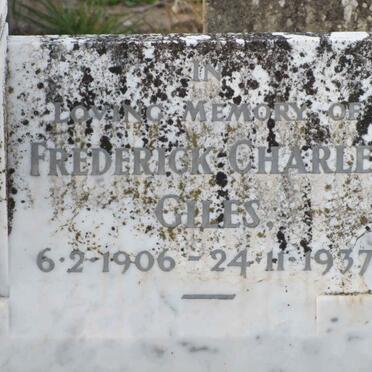 IN
LOVING MEMORY OF
FREDERICK CHARLE
GILES.
6·2·1906 - 24·11·1937